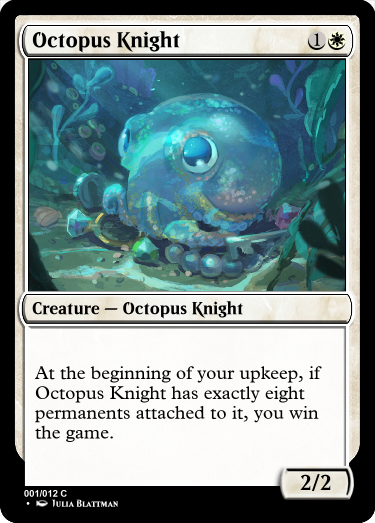 Octopus Knight 1
Creature — Octopus Knight
At the beginning of your upkeep, if
Octopus Knight has exactly eight
permanents attached to it, you win
the game.
2/2
001/012 C
• Julia Blattman